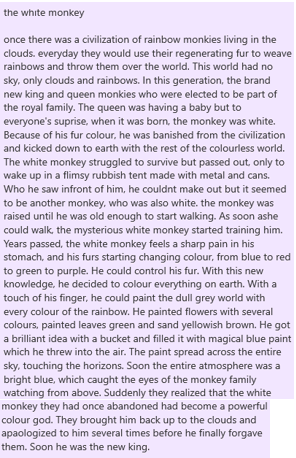 the white monkey
once there was a civilization of rainbow monkeys living in the
clouds. everyday they would use their regenerating fur to weave
rainbows and throw them over the world. This world had no
sky, only clouds and rainbows. In this generation, the brand
new king and queen monkies who were elected to be part of
the royal family. The queen was having a baby but to
everyone's suprise, when it was born, the monkey was white.
Because of his fur colour, he was banished from the civilization
and kicked down to earth with the rest of the colourless world.
The white monkey struggled to survive but passed out, only to
wake up in a flimsy rubbish tent made with metal and cans.
Who he saw infront of him, he couldnt make out but it seemed
to be another monkey, who was also white. the monkey was
raised until he was old enough to start walking. As soon ashe
could walk, the mysterious white monkey started training him.
Years passed, the white monkey feels a sharp pain in his
stomach, and his furs starting changing colour, from blue to red
to green to purple. He could control his fur. With this new
knowledge, he decided to colour everything on earth. With a
touch of his finger, he could paint the dull grey world with
every colour of the rainbow. He painted flowers with several
colours, painted leaves green and sand yellowish brown. He got
a brilliant idea with a bucket and filled it with magical blue paint
which he threw into the air. The paint spread across the entire
sky, touching the horizons. Soon the entire atmosphere was a
bright blue, which caught the eyes of the monkey family
watching from above. Suddenly they realized that the white
monkey they had once abandoned had become a powerful
colour god. They brought him back up to the clouds and
apaologized to him several times before he finally forgave
them. Soon he was the new king.